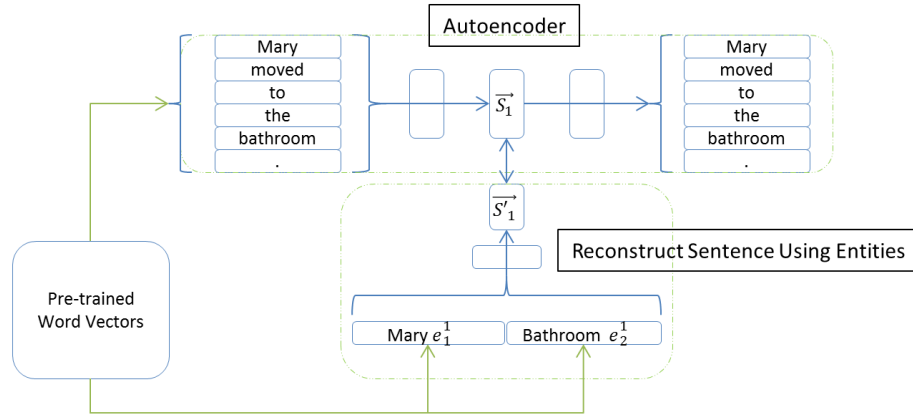 Autoencoder
Mary
moved
to
the
bathroom
.
S₁
Mary
moved
to
the
bathroom
.
S'₁
Reconstruct Sentence Using Entities
Pre-trained
Word Vectors
Mary e₁¹
Bathroom e₂¹